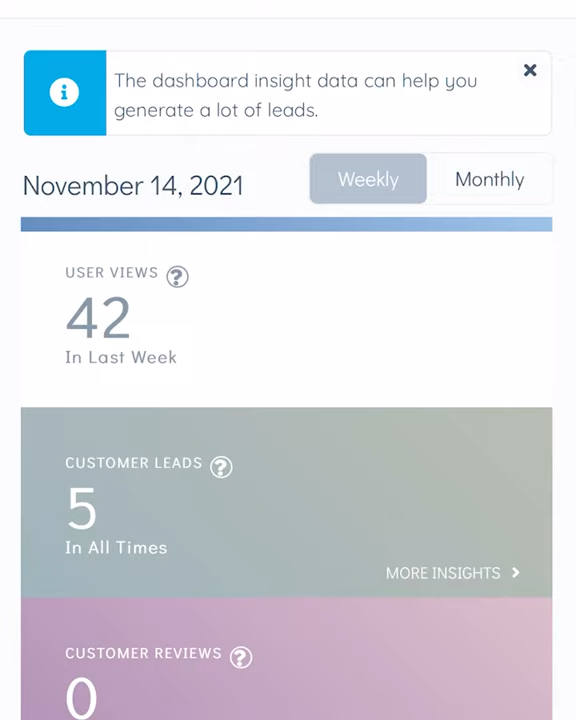 The dashboard insight data can help you
generate a lot of leads.
November 14, 2021
Weekly
Monthly
USER VIEWS
42
In Last Week
CUSTOMER LEADS
5
In All Times
MORE INSIGHTS
CUSTOMER REVIEWS
0